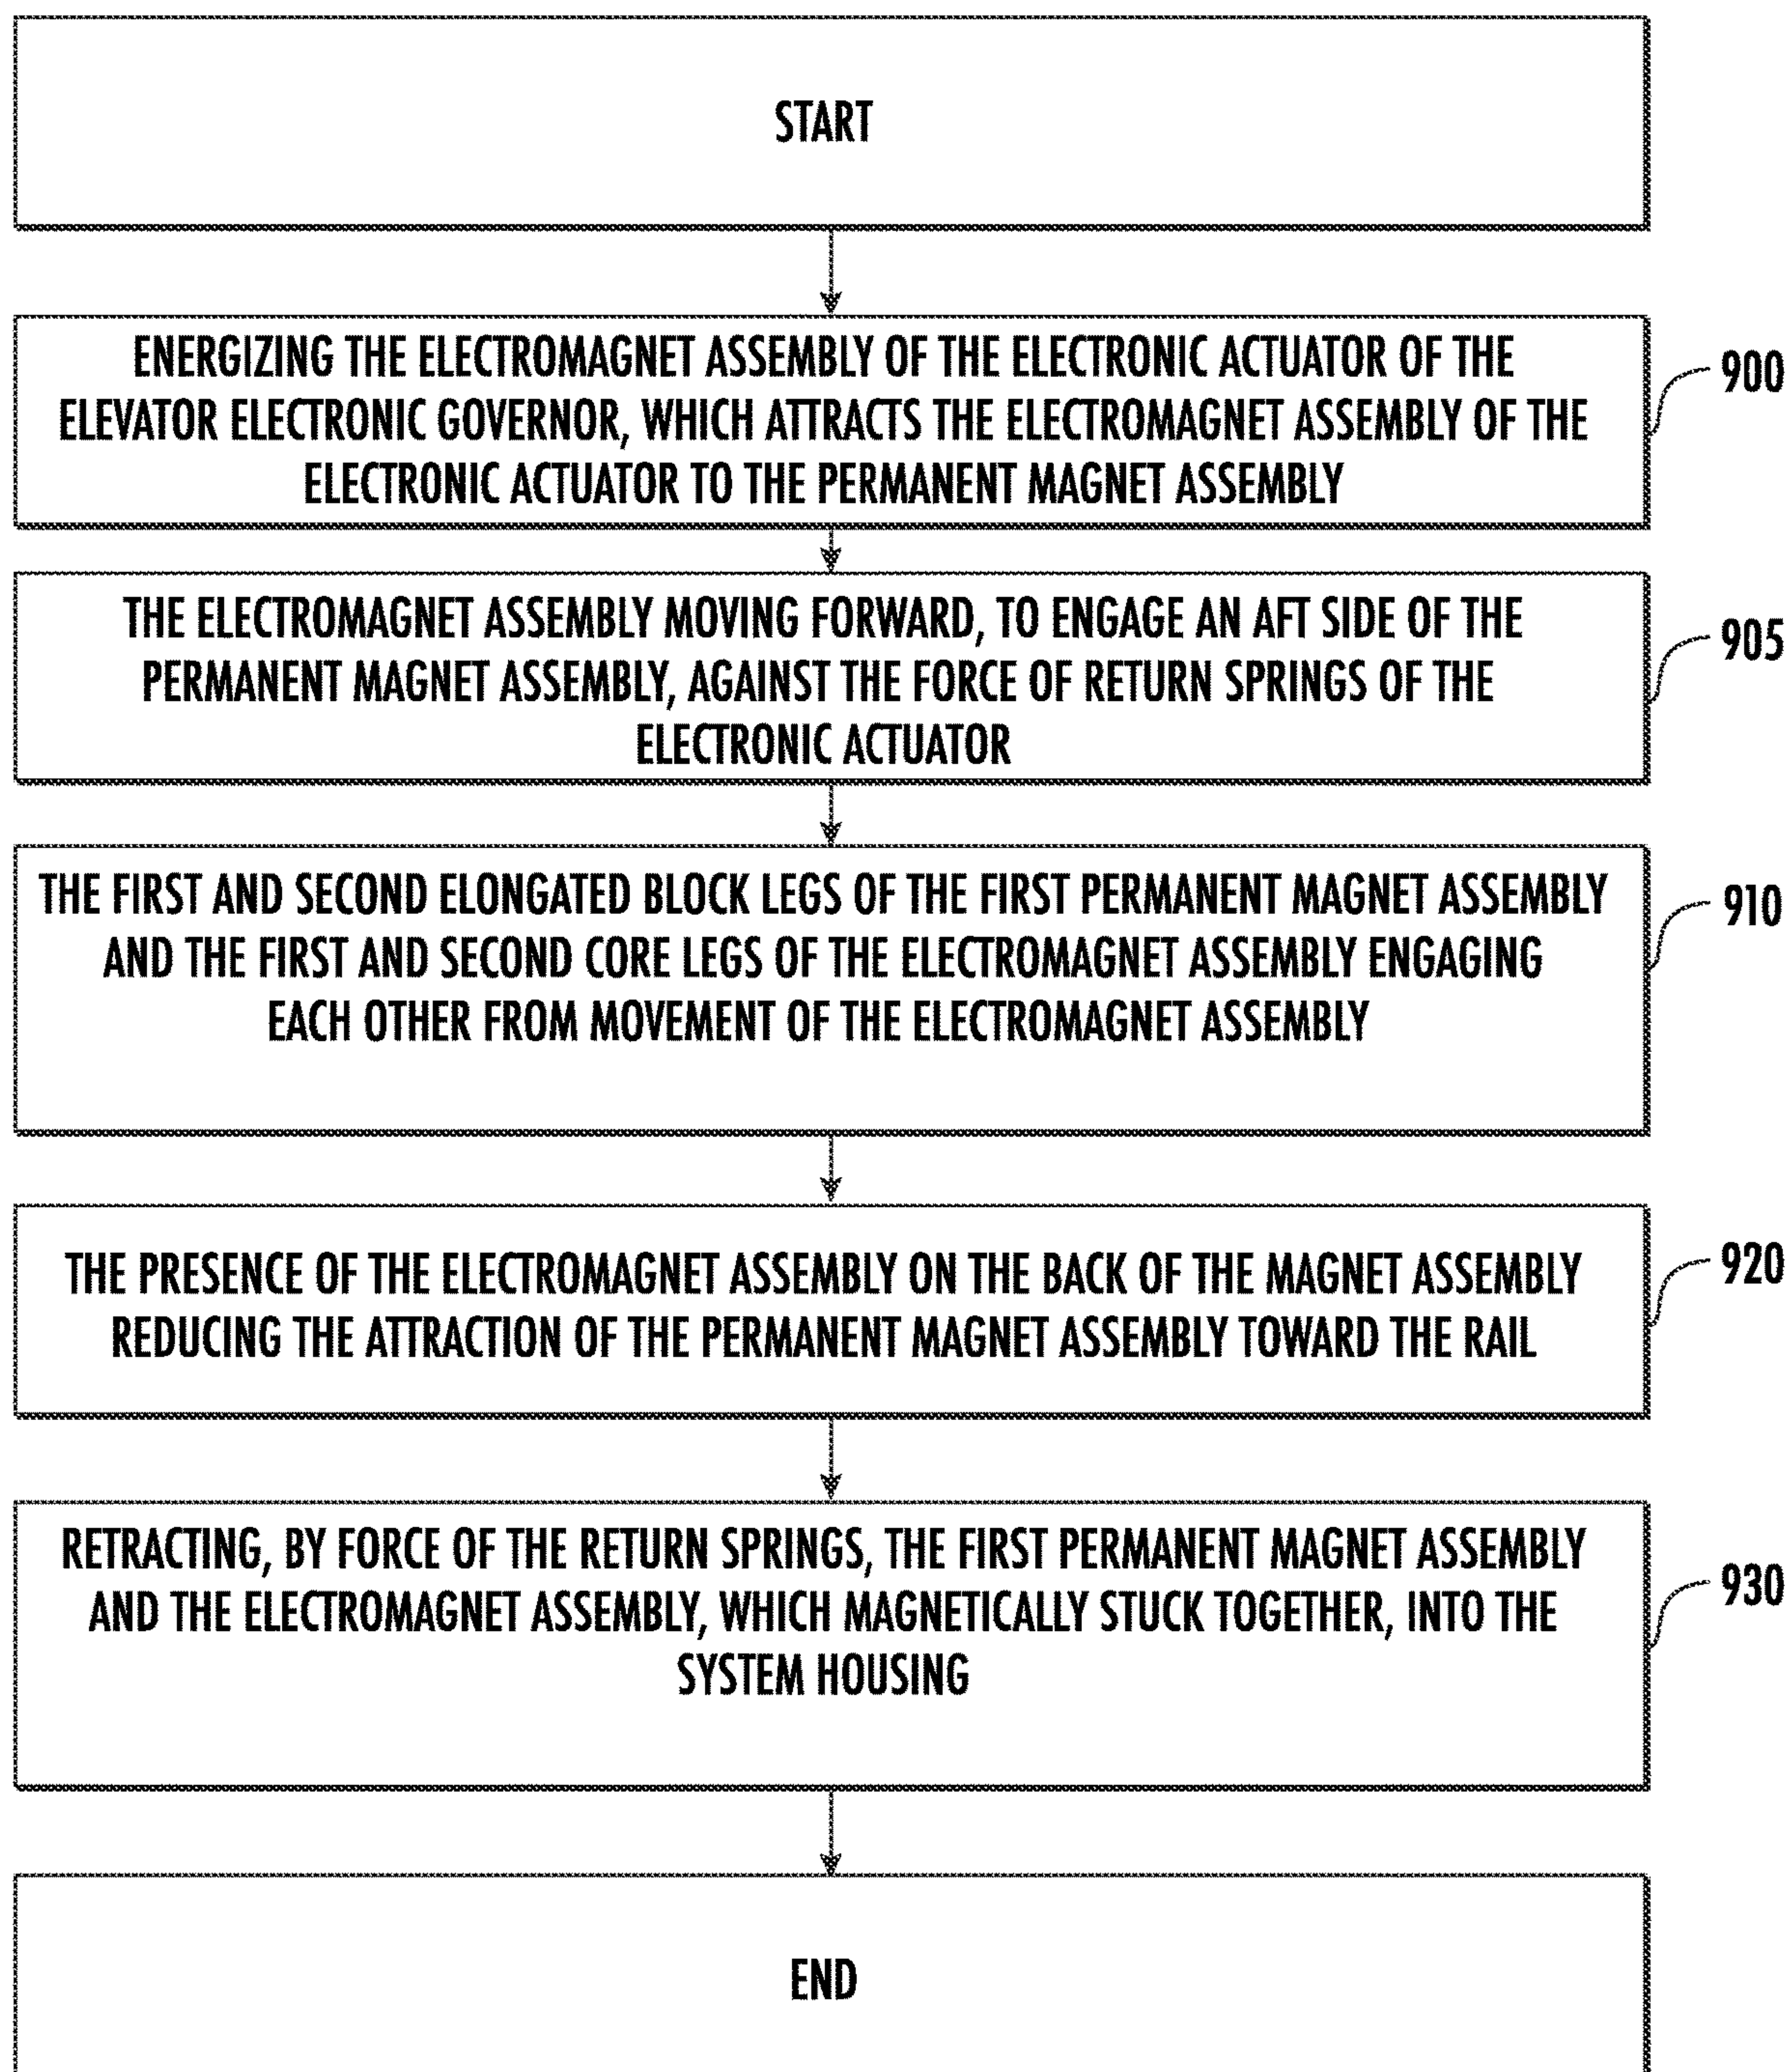 START
ENERGIZING THE ELECTROMAGNET ASSEMBLY OF THE ELECTRONIC ACTUATOR OF THE
ELEVATOR ELECTRONIC GOVERNOR, WHICH ATTRACTS THE ELECTROMAGNET ASSEMBLY OF THE
ELECTRONIC ACTUATOR TO THE PERMANENT MAGNET ASSEMBLY
900
THE ELECTROMAGNET ASSEMBLY MOVING FORWARD, TO ENGAGE AN AFT SIDE OF THE
PERMANENT MAGNET ASSEMBLY, AGAINST THE FORCE OF RETURN SPRINGS OF THE
ELECTRONIC ACTUATOR
905
THE FIRST AND SECOND ELONGATED BLOCK LEGS OF THE FIRST PERMANENT MAGNET ASSEMBLY
AND THE FIRST AND SECOND CORE LEGS OF THE ELECTROMAGNET ASSEMBLY ENGAGING
EACH OTHER FROM MOVEMENT OF THE ELECTROMAGNET ASSEMBLY
910
THE PRESENCE OF THE ELECTROMAGNET ASSEMBLY ON THE BACK OF THE MAGNET ASSEMBLY
REDUCING THE ATTRACTION OF THE PERMANENT MAGNET ASSEMBLY TOWARD THE RAIL
920
RETRACTING, BY FORCE OF THE RETURN SPRINGS, THE FIRST PERMANENT MAGNET ASSEMBLY
AND THE ELECTROMAGNET ASSEMBLY, WHICH MAGNETICALLY STUCK TOGETHER, INTO THE
SYSTEM HOUSING
930
END